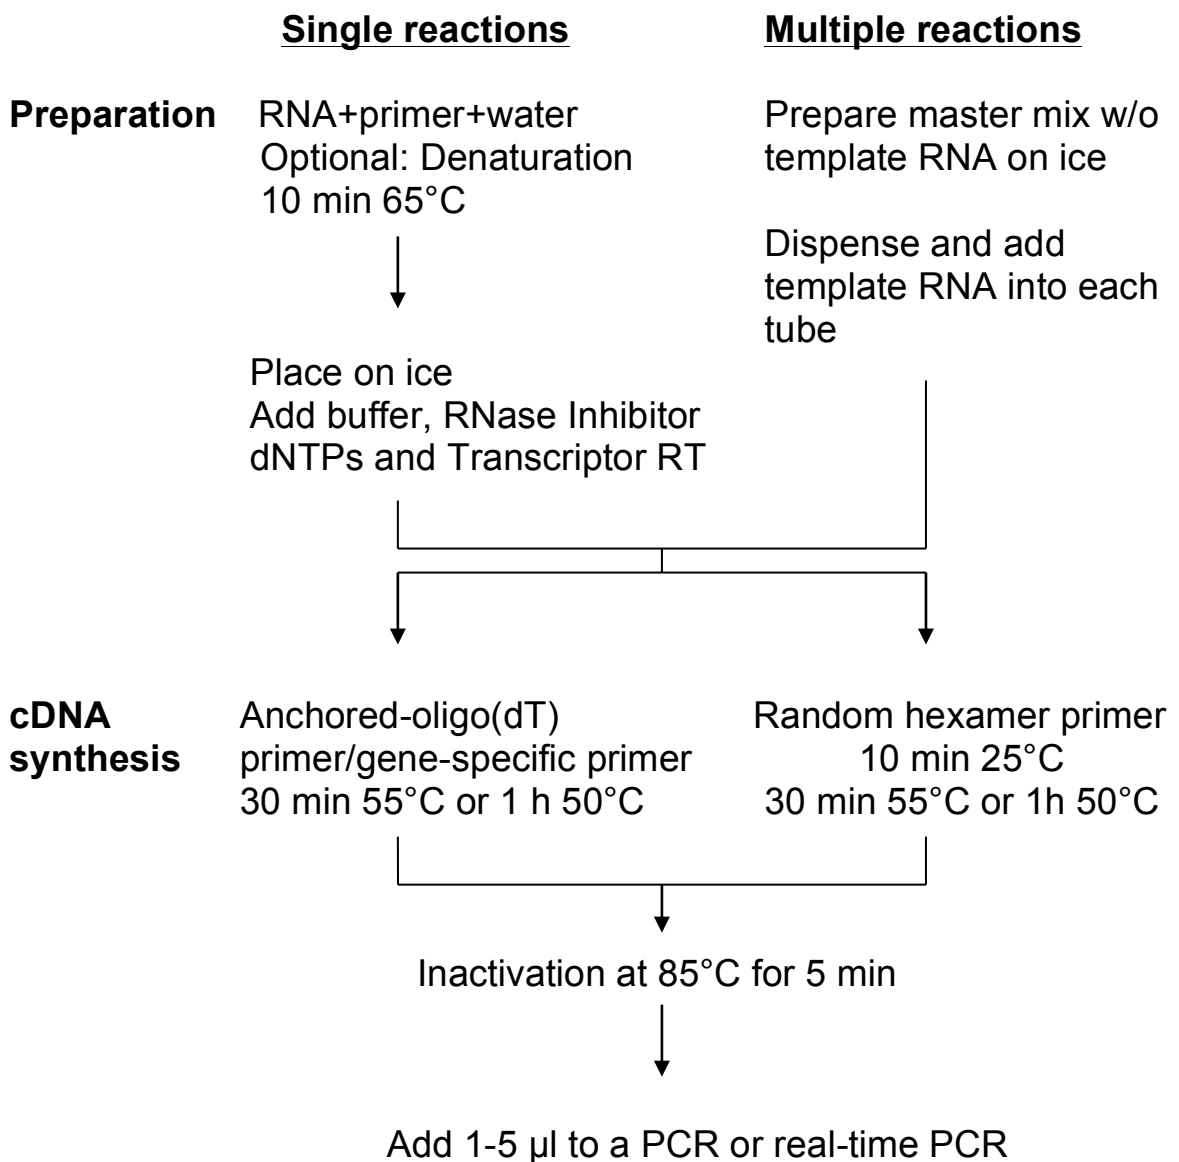 Single reactions
Multiple reactions
Preparation
RNA+primer+water
Optional: Denaturation
10 min 65°C
Place on ice
Add buffer, RNase Inhibitor
dNTPs and Transcriptor RT
Prepare master mix w/o
template RNA on ice
Dispense and add
template RNA into each
tube
cDNA
synthesis
Anchored-oligo(dT)
primer/gene-specific primer
30 min 55°C or 1 h 50°C
Random hexamer primer
10 min 25°C
30 min 55°C or 1h 50°C
Inactivation at 85°C for 5 min
Add 1-5 µl to a PCR or real-time PCR